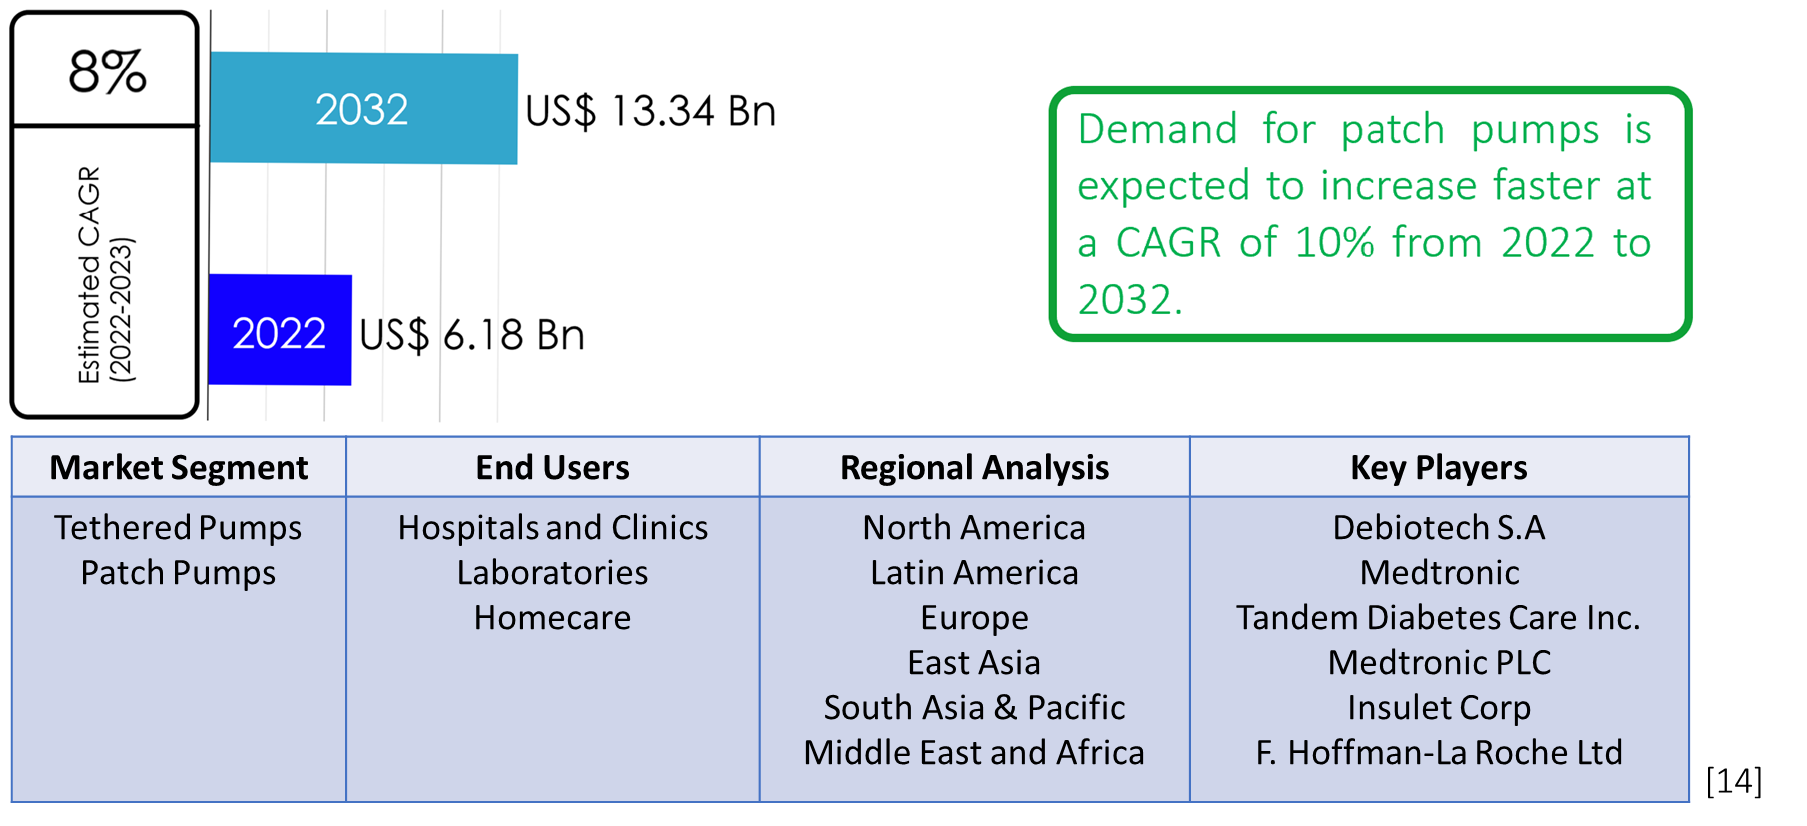 8%
Estimated CAGR
(2022-2023)
2032
US$ 13.34 Bn
2022
US$ 6.18 Bn
Demand for patch pumps is
expected to increase faster at
a CAGR of 10% from 2022 to
2032.
Market Segment
Tethered Pumps
Patch Pumps
End Users
Hospitals and Clinics
Laboratories
Homecare
Regional Analysis
North America
Latin America
Europe
East Asia
South Asia & Pacific
Middle East and Africa
Key Players
Debiotech S.A
Medtronic
Tandem Diabetes Care Inc.
Medtronic PLC
Insulet Corp
F. Hoffman-La Roche Ltd
[14]